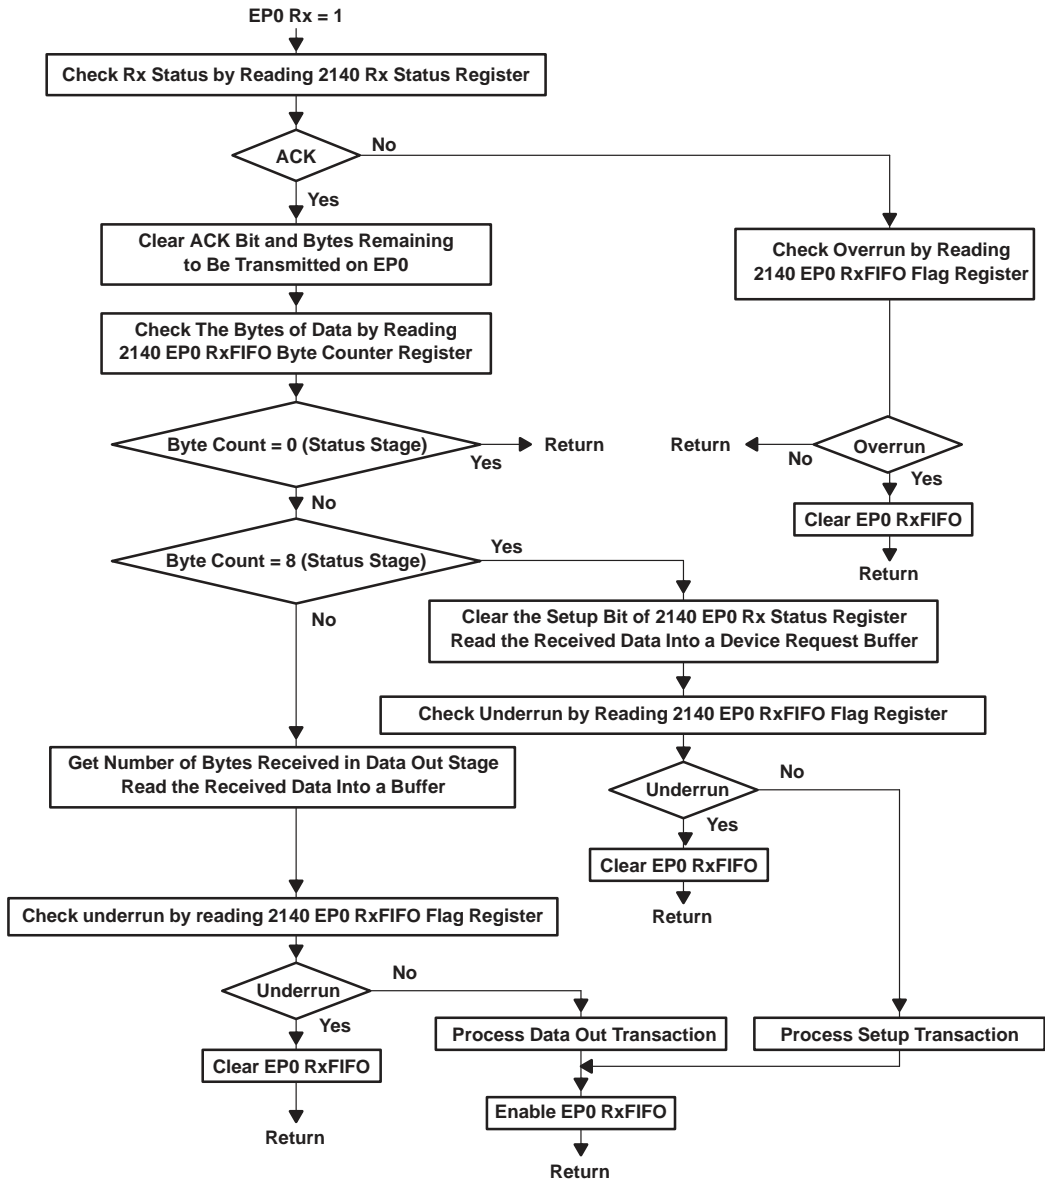 EP0 Rx = 1
Check Rx Status by Reading 2140 Rx Status Register
ACK
No
Yes
Clear ACK Bit and Bytes Remaining
to Be Transmitted on EP0
Check Overrun by Reading
2140 EP0 RxFIFO Flag Register
Check The Bytes of Data by Reading
2140 EP0 RxFIFO Byte Counter Register
Byte Count = 0 (Status Stage)
Yes
Return
Return
No
Overrun
Yes
No
Clear EP0 RxFIFO
Return
Byte Count = 8 (Status Stage)
Yes
No
Clear the Setup Bit of 2140 EP0 Rx Status Register
Read the Received Data Into a Device Request Buffer
Check Underrun by Reading 2140 EP0 RxFIFO Flag Register
Get Number of Bytes Received in Data Out Stage
Read the Received Data Into a Buffer
Underrun
No
Yes
Clear EP0 RxFIFO
Return
Check underrun by reading 2140 EP0 RxFIFO Flag Register
Underrun
No
Yes
Process Data Out Transaction
Process Setup Transaction
Clear EP0 RxFIFO
Enable EP0 RxFIFO
Return
Return